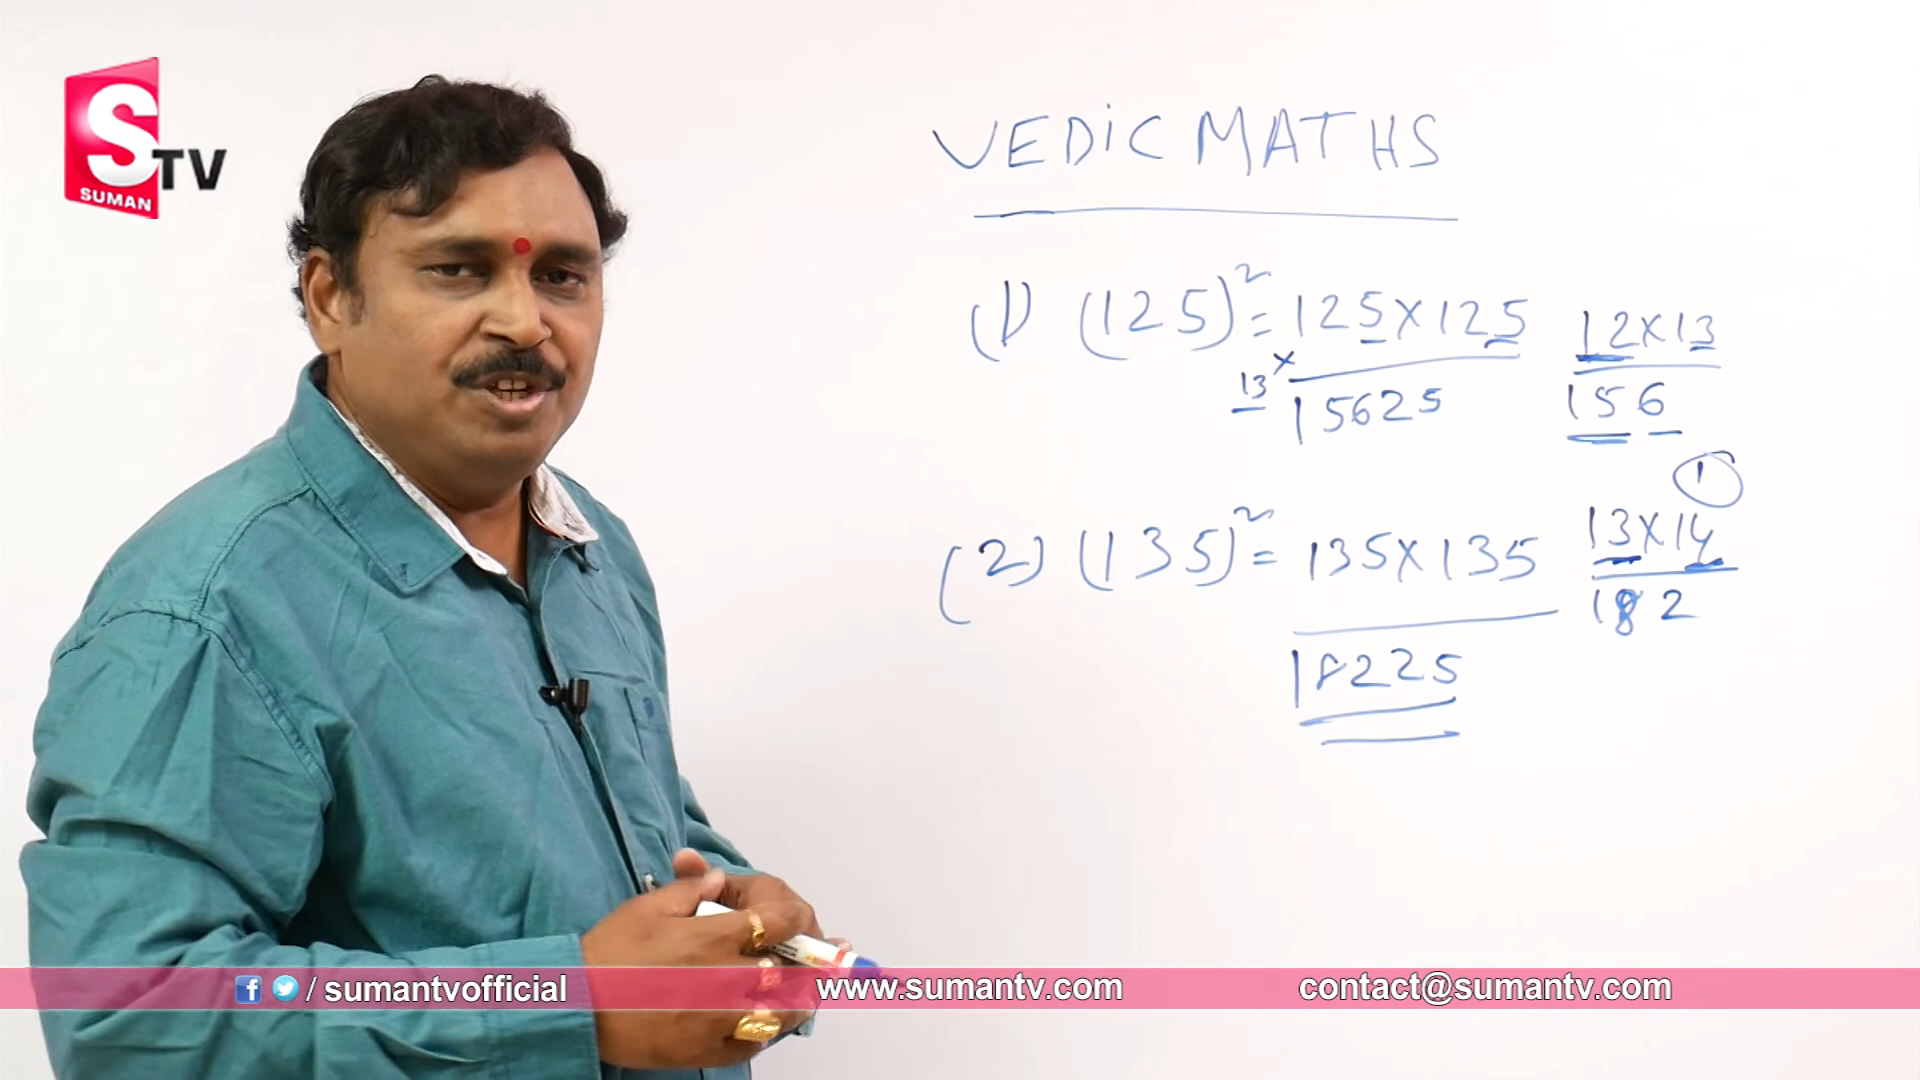 S
TV
SUMAN
VEDIC MATHS
(1) (125)² = 125×125
12×13
13 ×
15625
156
1
(2) (135)² = 135×135
13×14
182
18225
/ sumantvofficial
www.sumantv.com
contact@sumantv.com